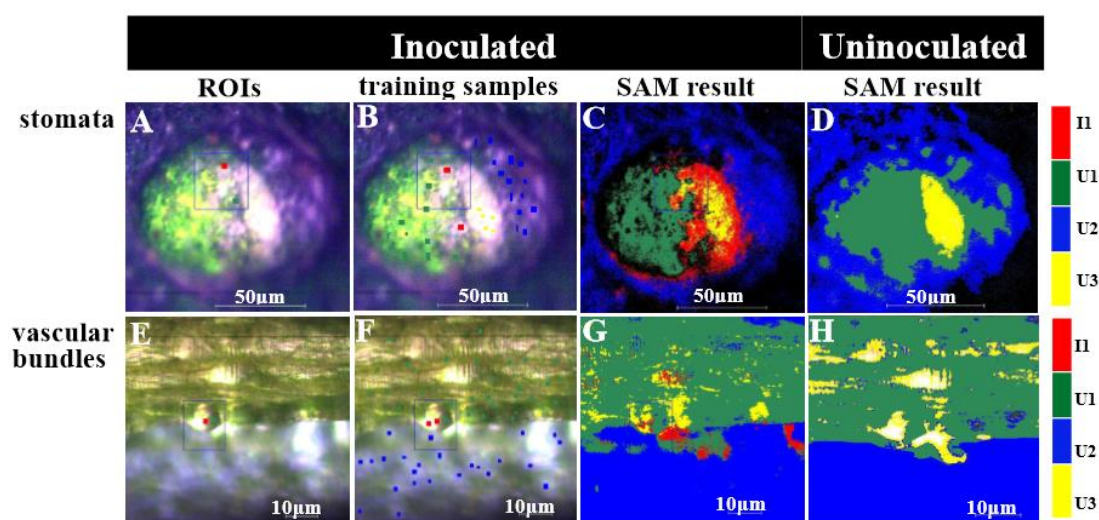 Inoculated Uninoculated
ROIs training samples SAM result SAM result
stomata
A B C D
I1
U1
U2
U3
50μm 50μm 50μm 50μm
vascular
bundles
E F G H
I1
U1
U2
U3
10μm 10μm 10μm 10μm